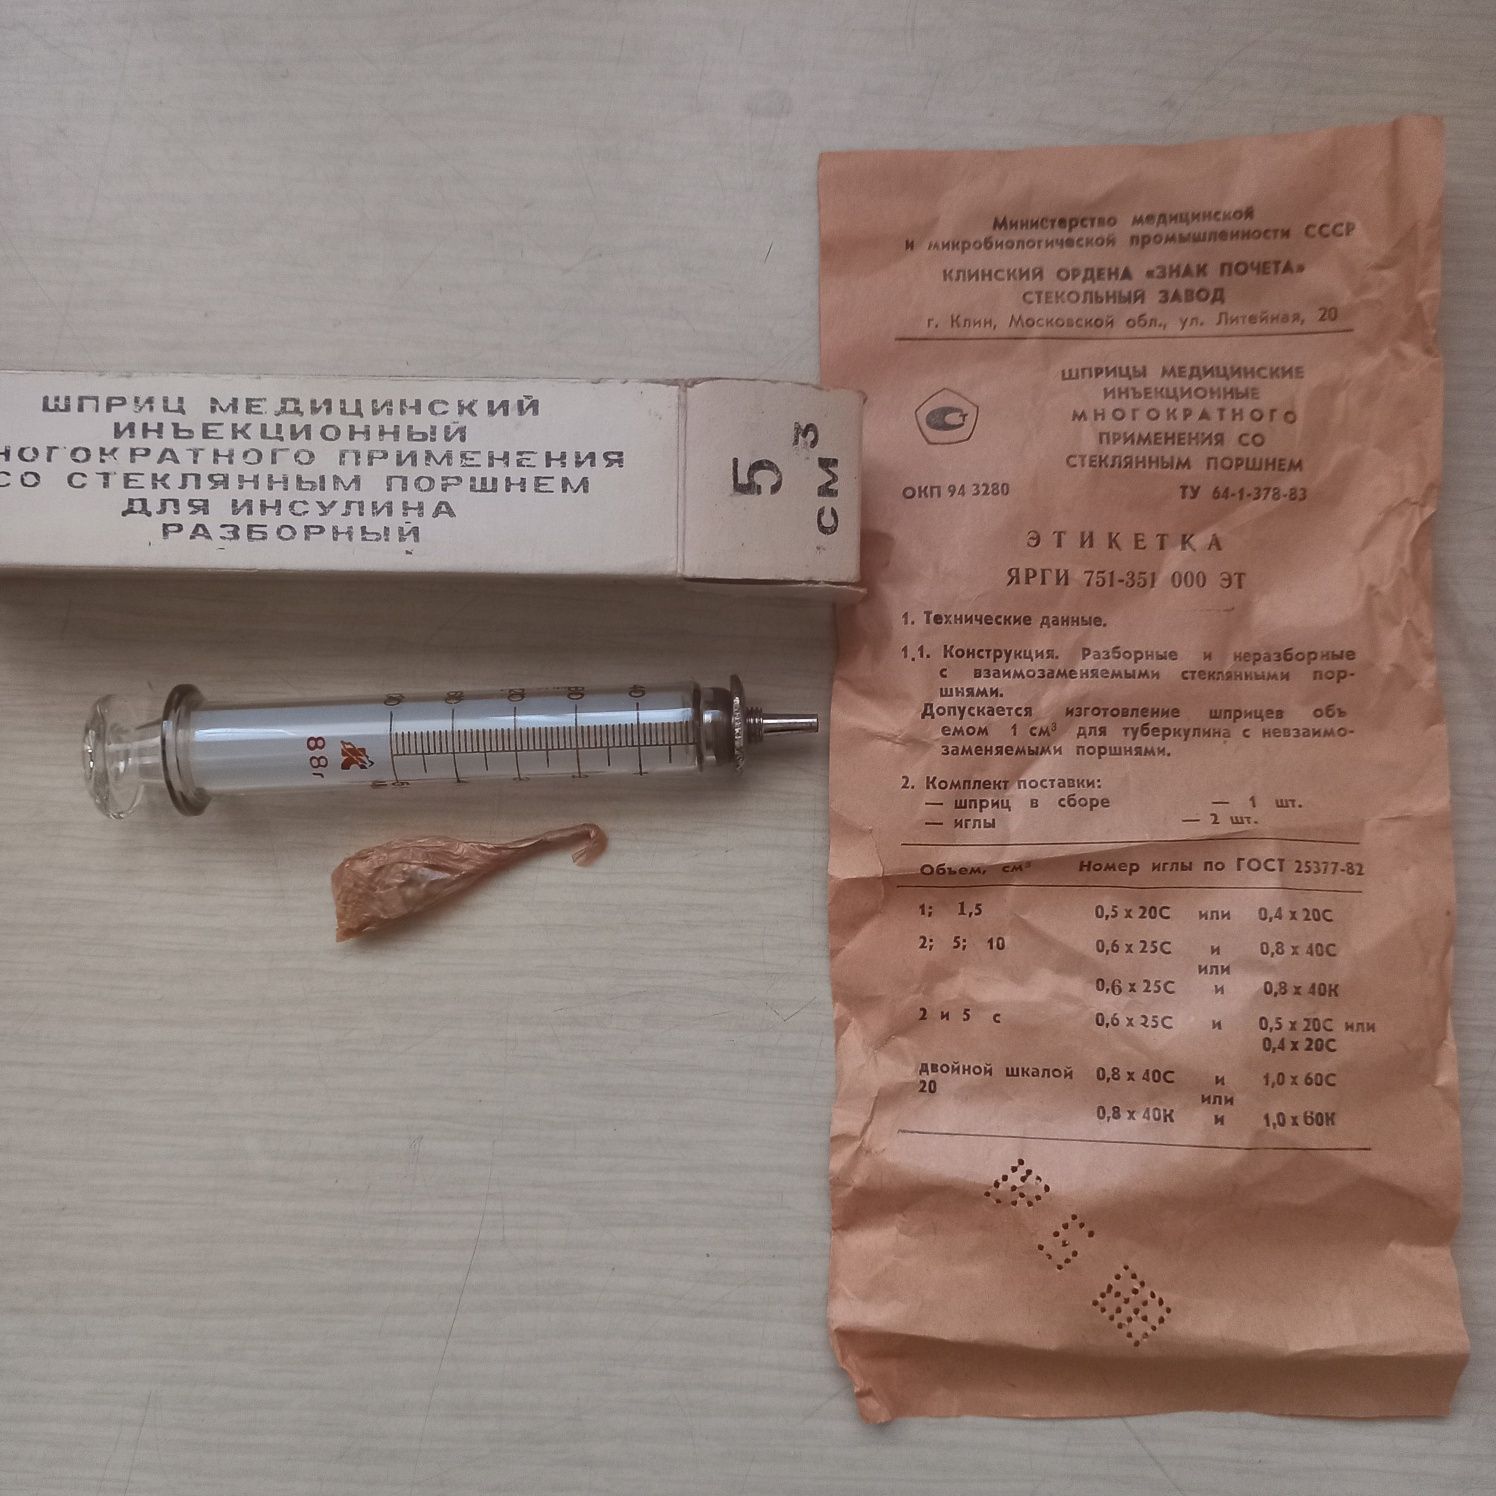 ШПРИЦ МЕДИЦИНСКИЙ
ИНЪЕКЦИОННЫЙ
НОГОКРАТНОГО ПРИМЕНЕНИЯ
СО СТЕКЛЯННЫМ ПОРШНЕМ
ДЛЯ ИНСУЛИНА
РАЗБОРНЫЙ
5 СМ³
88г
40
5
Министерство медицинской
и микробиологической промышленности СССР
КЛИНСКИЙ ОРДЕНА «ЗНАК ПОЧЕТА»
СТЕКОЛЬНЫЙ ЗАВОД
г. Клин, Московской обл., ул. Литейная, 20
ШПРИЦЫ МЕДИЦИНСКИЕ
ИНЪЕКЦИОННЫЕ
МНОГОКРАТНОГО
ПРИМЕНЕНИЯ СО
СТЕКЛЯННЫМ ПОРШНЕМ
ОКП 94 3280 ТУ 64-1-378-83
ЭТИКЕТКА
ЯРГИ 751-351 000 ЭТ
1. Технические данные.
1.1. Конструкция. Разборные и неразборные
с взаимозаменяемыми стеклянными пор-
шнями.
Допускается изготовление шприцев объ
емом 1 см³ для туберкулина с невзаимо-
заменяемыми поршнями.
2. Комплект поставки:
— шприц в сборе — 1 шт.
— иглы — 2 шт.
Объем, см³ Номер иглы по ГОСТ 25377-82
1; 1,5 0,5 х 20С или 0,4 х 20С
2; 5; 10 0,6 х 25С и 0,8 х 40С
или
0,6 х 25С и 0,8 х 40К
2 и 5 с 0,6 х 25С и 0,5 х 20С или
0,4 х 20С
двойной шкалой 0,8 х 40С и 1,0 х 60С
20 или
0,8 х 40К и 1,0 х 60К